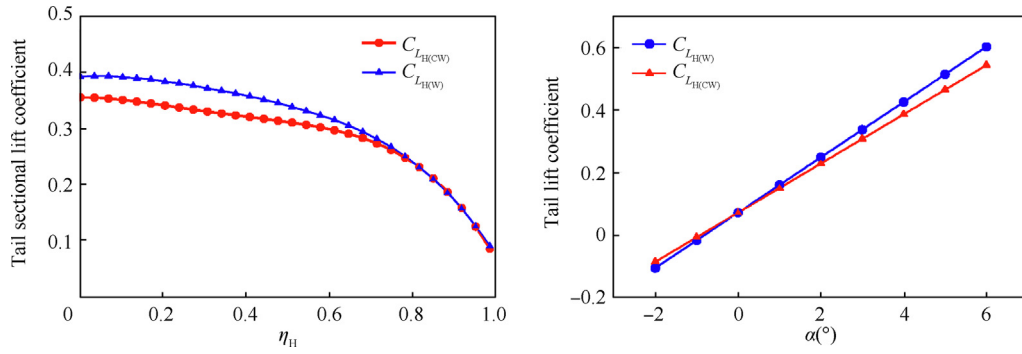 Tail sectional lift coefficient
0.5
0.4
0.3
0.2
0.1
0
0.2
0.4
0.6
0.8
1.0
η_H
C_{L_{H(CW)}}
C_{L_{H(W)}}
Tail lift coefficient
0.6
0.4
0.2
0
−0.2
−2
0
2
4
6
α(°)
C_{L_{H(W)}}
C_{L_{H(CW)}}